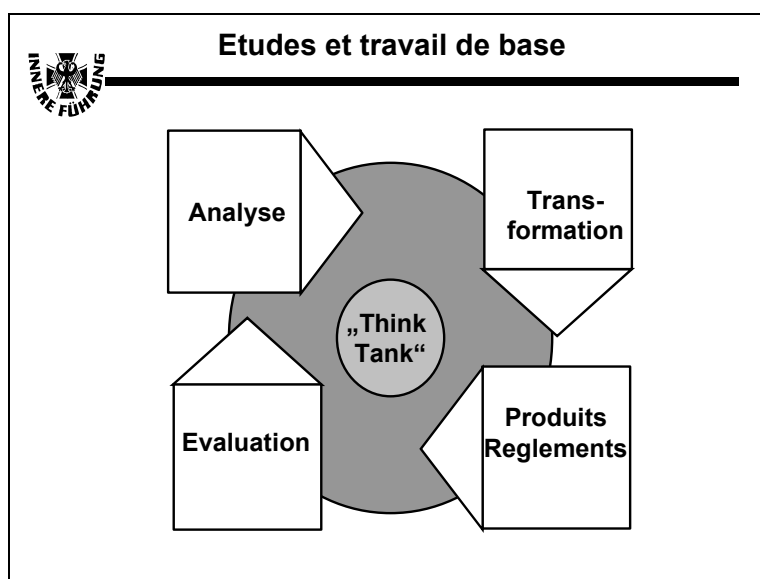 Etudes et travail de base
INNERE FÜHRUNG
Analyse
Trans-
formation
„Think
Tank“
Evaluation
Produits
Reglements